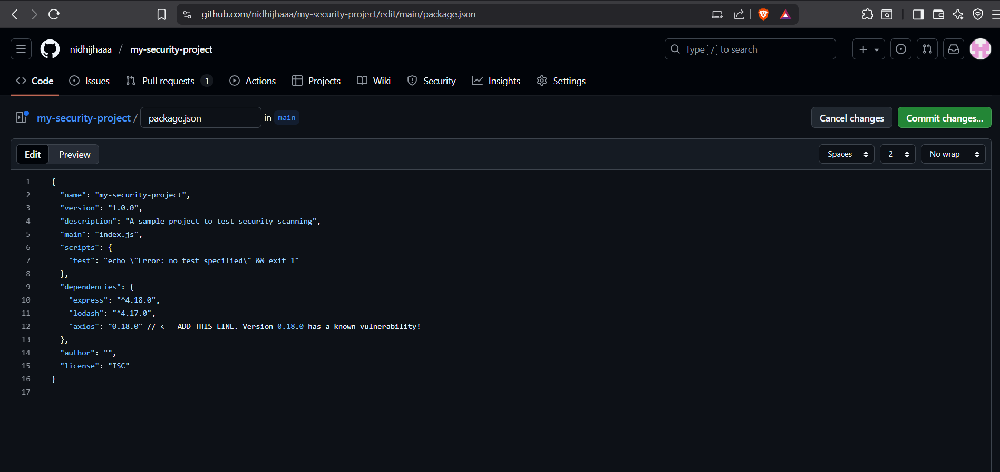 github.com/nidhijhaaa/my-security-project/edit/main/package.json
nidhijhaaa / my-security-project
Type / to search
Code Issues Pull requests 1 Actions Projects Wiki Security Insights Settings
my-security-project / package.json in main
Cancel changes Commit changes...
Edit Preview
Spaces 2 No wrap
1 {
2 "name": "my-security-project",
3 "version": "1.0.0",
4 "description": "A sample project to test security scanning",
5 "main": "index.js",
6 "scripts": {
7 "test": "echo \"Error: no test specified\" && exit 1"
8 },
9 "dependencies": {
10 "express": "^4.18.0",
11 "lodash": "^4.17.0",
12 "axios": "0.18.0" // <-- ADD THIS LINE. Version 0.18.0 has a known vulnerability!
13 },
14 "author": "",
15 "license": "ISC"
16 }
17